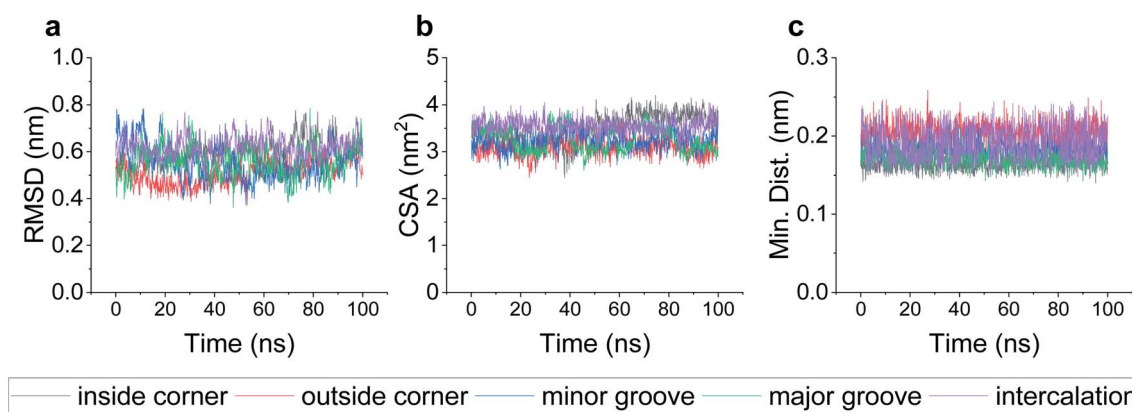 a
b
c
1.0
0.8
0.6
0.4
0.2
0.0
RMSD (nm)
0 20 40 60 80 100
Time (ns)
5
4
3
2
1
0
CSA (nm²)
0 20 40 60 80 100
Time (ns)
0.3
0.2
0.1
0.0
Min. Dist. (nm)
0 20 40 60 80 100
Time (ns)
inside corner outside corner minor groove major groove intercalation